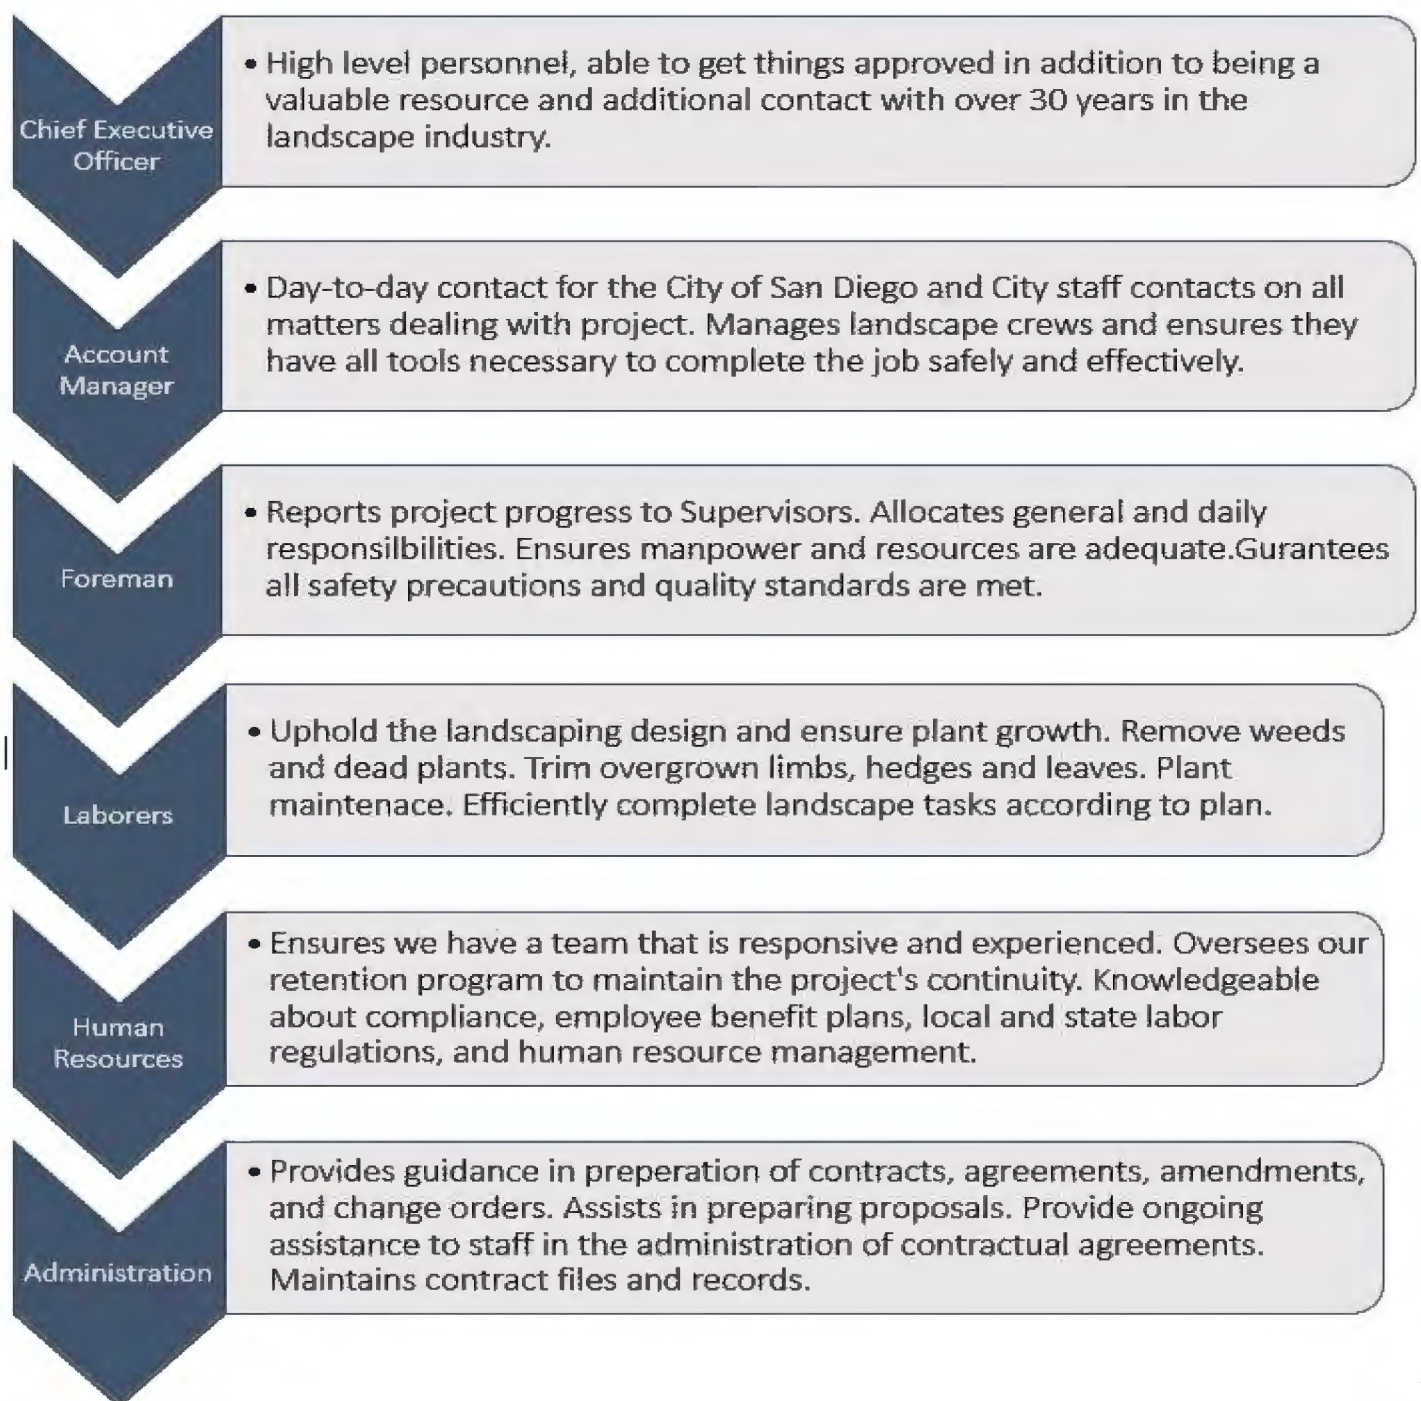 Chief Executive
Officer
• High level personnel, able to get things approved in addition to being a
valuable resource and additional contact with over 30 years in the
landscape industry.
Account
Manager
• Day-to-day contact for the City of San Diego and City staff contacts on all
matters dealing with project. Manages landscape crews and ensures they
have all tools necessary to complete the job safely and effectively.
Foreman
• Reports project progress to Supervisors. Allocates general and daily
responsilbilities. Ensures manpower and resources are adequate.Gurantees
all safety precautions and quality standards are met.
Laborers
• Uphold the landscaping design and ensure plant growth. Remove weeds
and dead plants. Trim overgrown limbs, hedges and leaves. Plant
maintenace. Efficiently complete landscape tasks according to plan.
Human
Resources
• Ensures we have a team that is responsive and experienced. Oversees our
retention program to maintain the project's continuity. Knowledgeable
about compliance, employee benefit plans, local and state labor
regulations, and human resource management.
Administration
• Provides guidance in preperation of contracts, agreements, amendments,
and change orders. Assists in preparing proposals. Provide ongoing
assistance to staff in the administration of contractual agreements.
Maintains contract files and records.